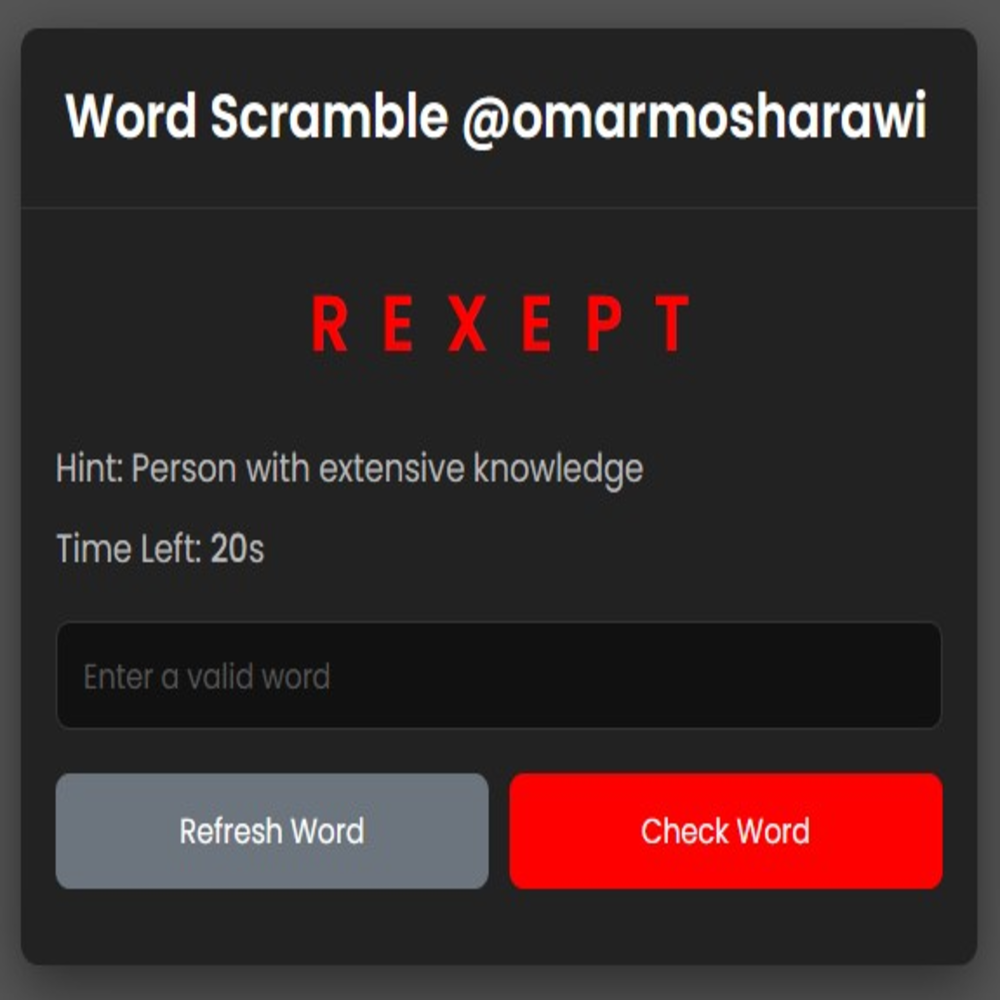 Word Scramble @omarmosharawi
R E X E P T
Hint: Person with extensive knowledge
Time Left: 20s
Enter a valid word
Refresh Word
Check Word